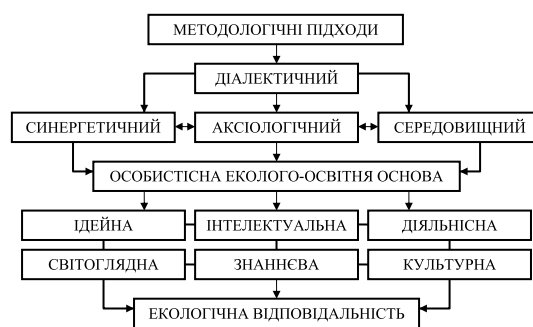 МЕТОДОЛОГІЧНІ ПІДХОДИ
ДІАЛЕКТИЧНИЙ
СИНЕРГЕТИЧНИЙ
АКСІОЛОГІЧНИЙ
СЕРЕДОВИЩНИЙ
ОСОБИСТІСНА ЕКОЛОГО-ОСВІТНЯ ОСНОВА
ІДЕЙНА
ІНТЕЛЕКТУАЛЬНА
ДІЯЛЬНІСНА
СВІТОГЛЯДНА
ЗНАННЄВА
КУЛЬТУРНА
ЕКОЛОГІЧНА ВІДПОВІДАЛЬНІСТЬ